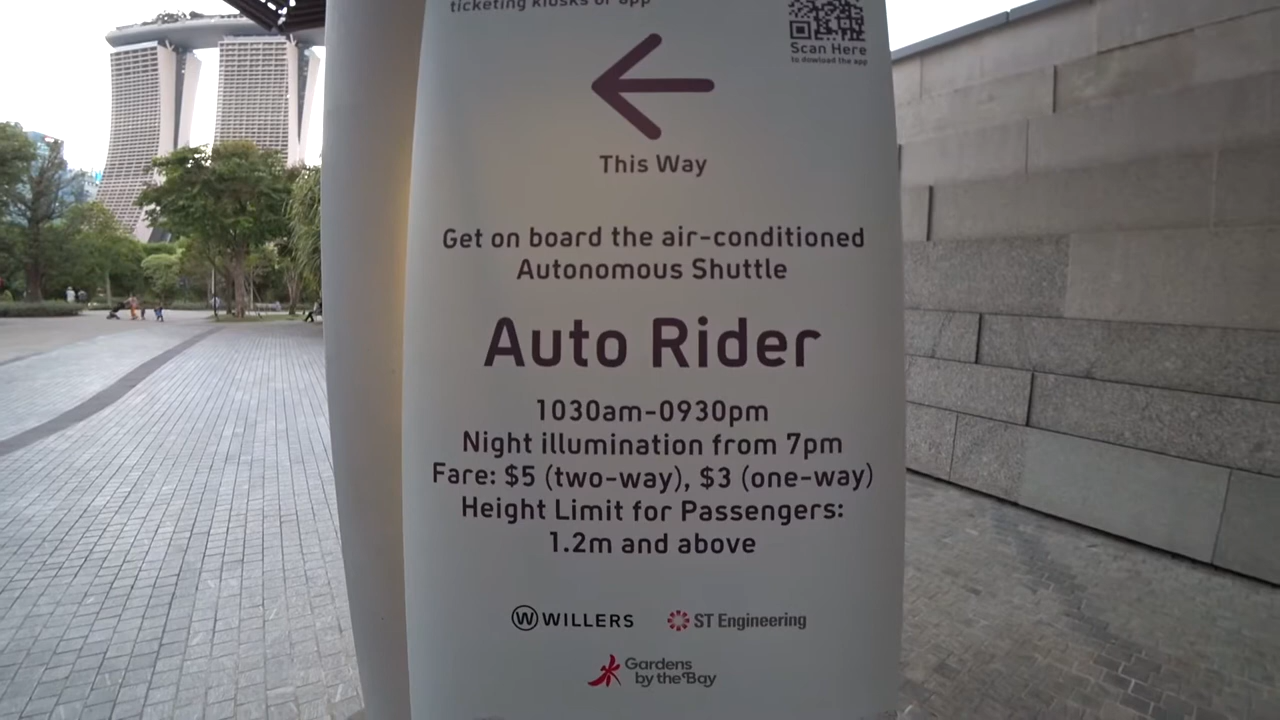 ticketing kiosks or app
Scan Here
to dowload the app
This Way
Get on board the air-conditioned
Autonomous Shuttle
Auto Rider
1030am-0930pm
Night illumination from 7pm
Fare: $5 (two-way), $3 (one-way)
Height Limit for Passengers:
1.2m and above
W WILLERS
ST Engineering
Gardens
by the Bay